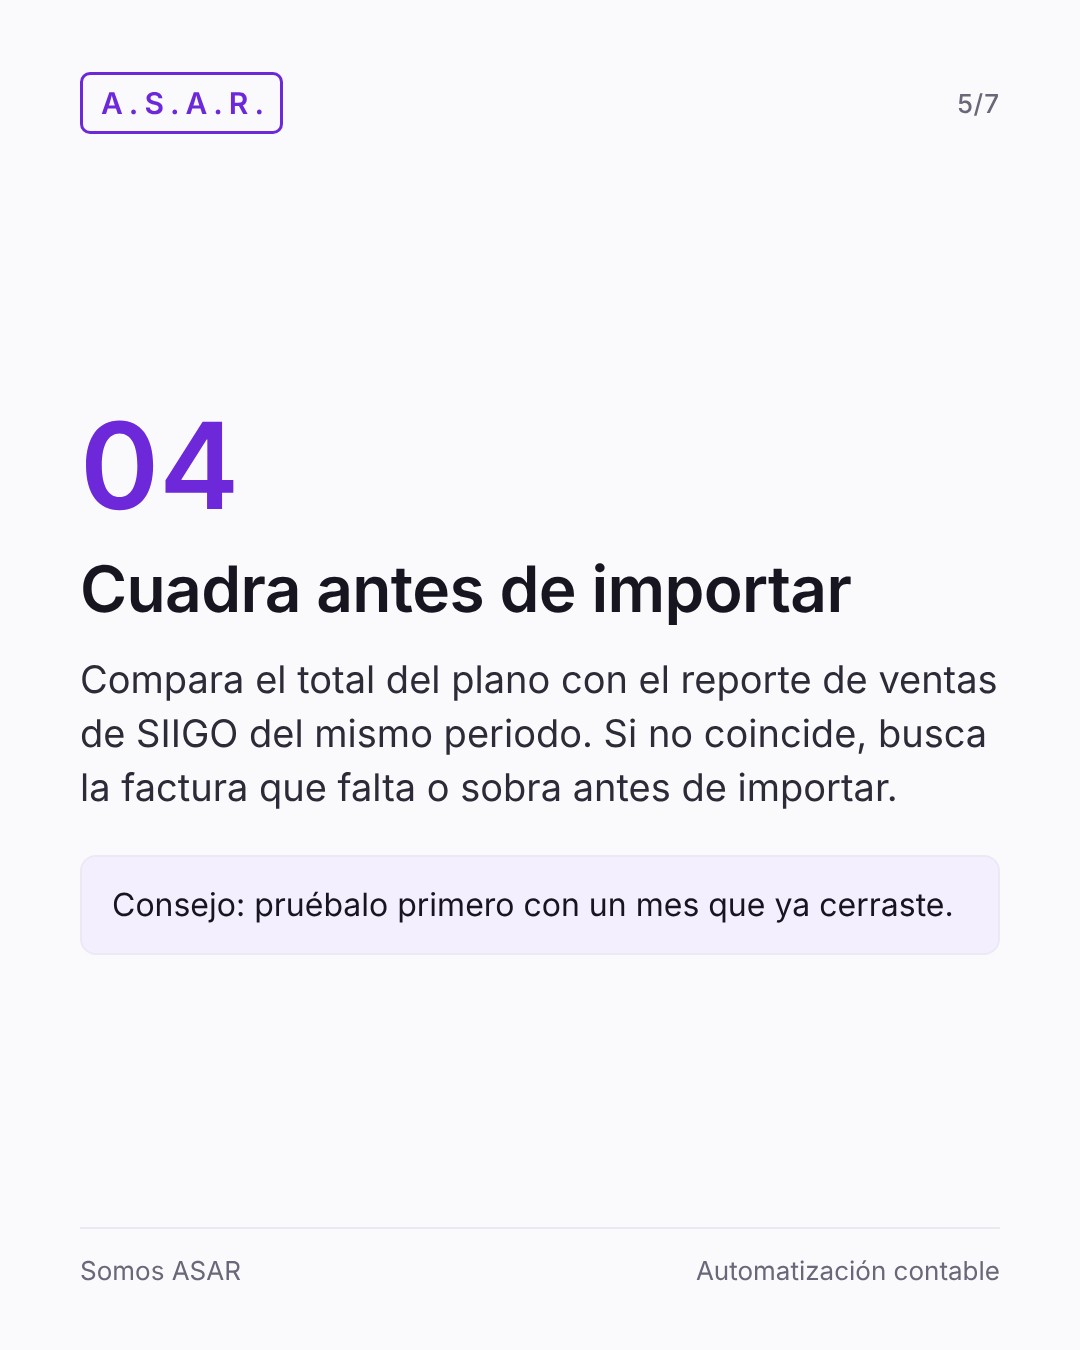 A.S.A.R.
5/7
04
Cuadra antes de importar
Compara el total del plano con el reporte de ventas
de SIIGO del mismo periodo. Si no coincide, busca
la factura que falta o sobra antes de importar.
Consejo: pruébalo primero con un mes que ya cerraste.
Somos ASAR
Automatización contable